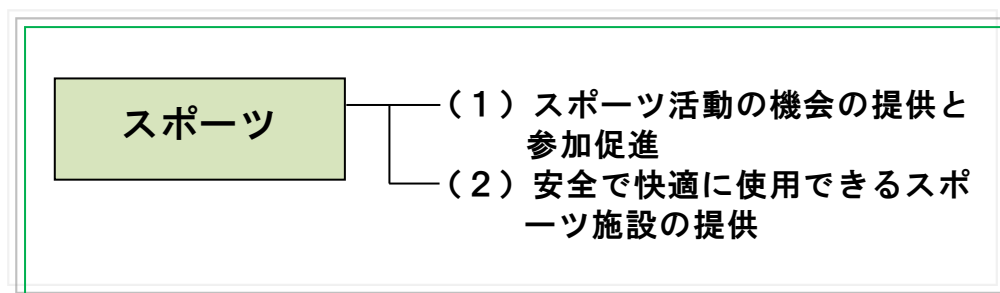 スポーツ
（１）スポーツ活動の機会の提供と
参加促進
（２）安全で快適に使用できるスポ
ーツ施設の提供